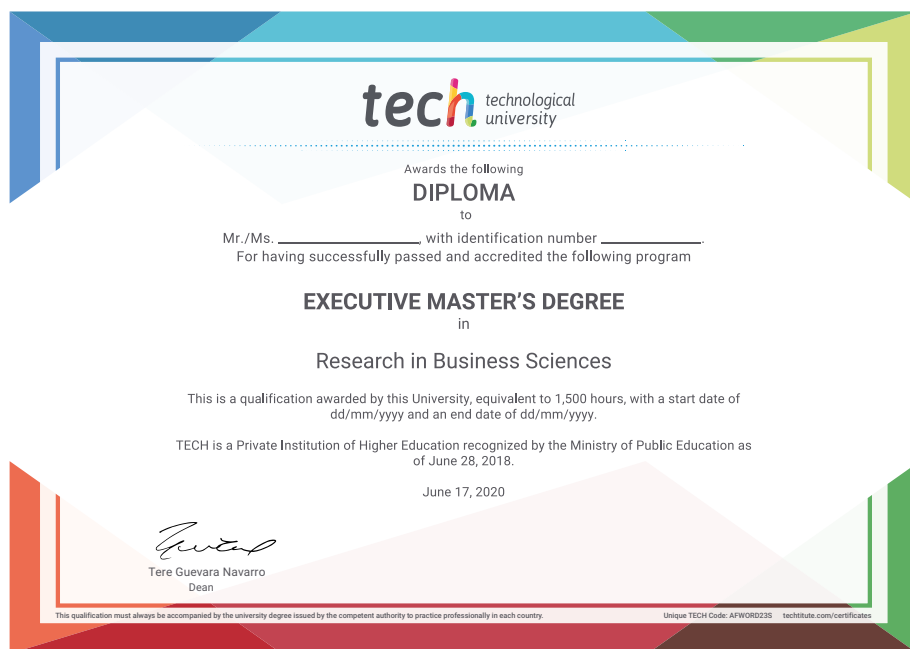 tech technological
university
Awards the following
DIPLOMA
to
Mr./Ms. ____________________, with identification number ______________.
For having successfully passed and accredited the following program
EXECUTIVE MASTER'S DEGREE
in
Research in Business Sciences
This is a qualification awarded by this University, equivalent to 1,500 hours, with a start date of
dd/mm/yyyy and an end date of dd/mm/yyyy.
TECH is a Private Institution of Higher Education recognized by the Ministry of Public Education as
of June 28, 2018.
June 17, 2020
Tere Guevara Navarro
Dean
This qualification must always be accompanied by the university degree issued by the competent authority to practice professionally in each country. Unique TECH Code: AFWORD23S techtitute.com/certificates